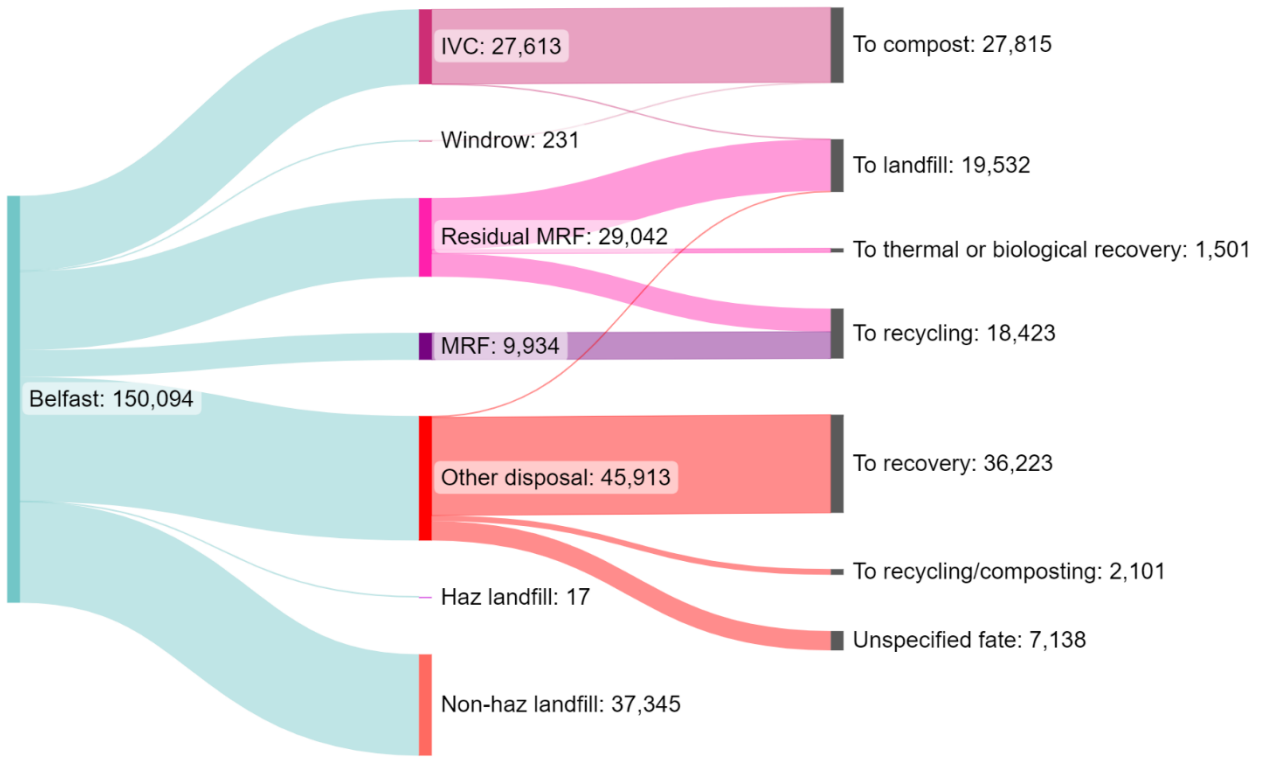 Belfast: 150,094
IVC: 27,613
Windrow: 231
Residual MRF: 29,042
MRF: 9,934
Other disposal: 45,913
Haz landfill: 17
Non-haz landfill: 37,345
To compost: 27,815
To landfill: 19,532
To thermal or biological recovery: 1,501
To recycling: 18,423
To recovery: 36,223
To recycling/composting: 2,101
Unspecified fate: 7,138